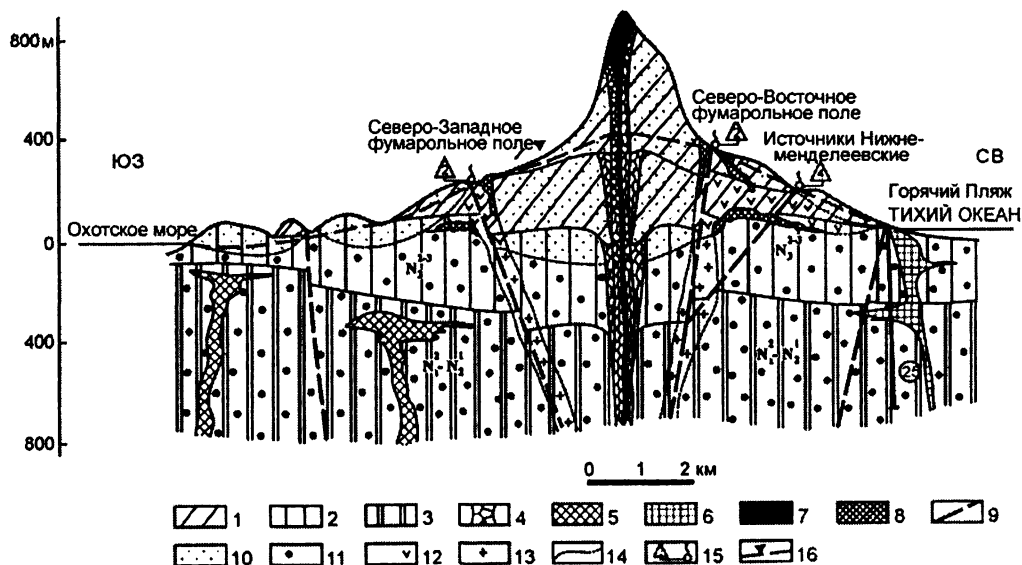 800м
400
0
400
800
ЮЗ
СВ
Северо-Западное
фумарольное поле
Северо-Восточное
фумарольное поле
Источники Нижне-
менделеевские
Горячий Пляж
ТИХИЙ ОКЕАН
Охотское море
25
0 1 2 км
1 2 3 4 5 6 7 8 9
10 11 12 13 14 15 16